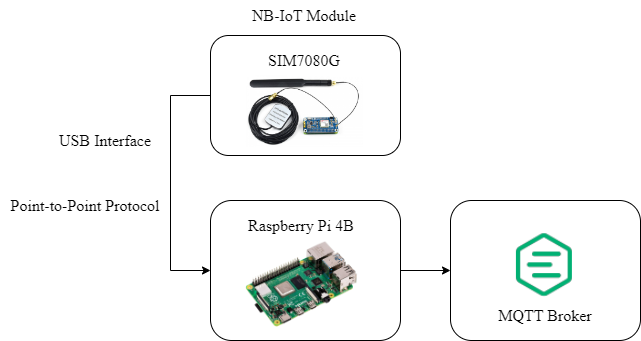 NB-IoT Module
SIM7080G
USB Interface
Point-to-Point Protocol
Raspberry Pi 4B
MQTT Broker